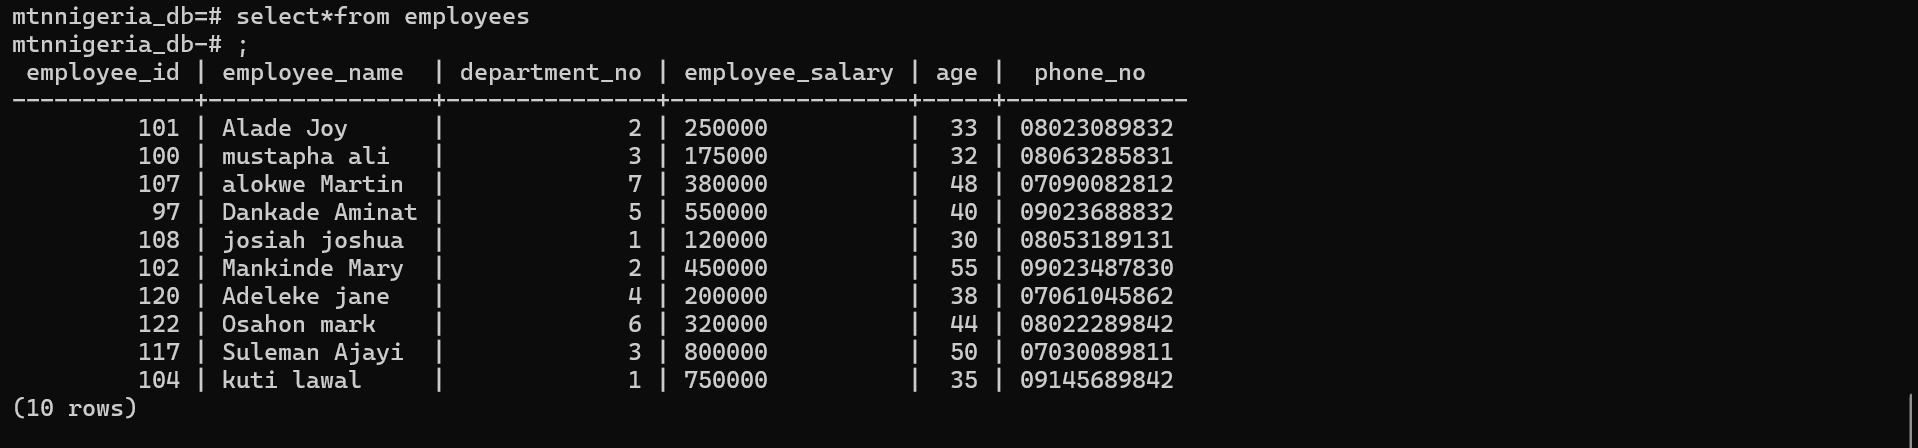 mtnnigeria_db=# select*from employees
mtnnigeria_db-# ;
 employee_id | employee_name  | department_no | employee_salary | age |  phone_no
-------------+----------------+---------------+-----------------+-----+-------------
         101 | Alade Joy      |             2 | 250000          |  33 | 08023089832
         100 | mustapha ali   |             3 | 175000          |  32 | 08063285831
         107 | alokwe Martin  |             7 | 380000          |  48 | 07090082812
          97 | Dankade Aminat |             5 | 550000          |  40 | 09023688832
         108 | josiah joshua  |             1 | 120000          |  30 | 08053189131
         102 | Mankinde Mary  |             2 | 450000          |  55 | 09023487830
         120 | Adeleke jane   |             4 | 200000          |  38 | 07061045862
         122 | Osahon mark    |             6 | 320000          |  44 | 08022289842
         117 | Suleman Ajayi  |             3 | 800000          |  50 | 07030089811
         104 | kuti lawal     |             1 | 750000          |  35 | 09145689842
(10 rows)